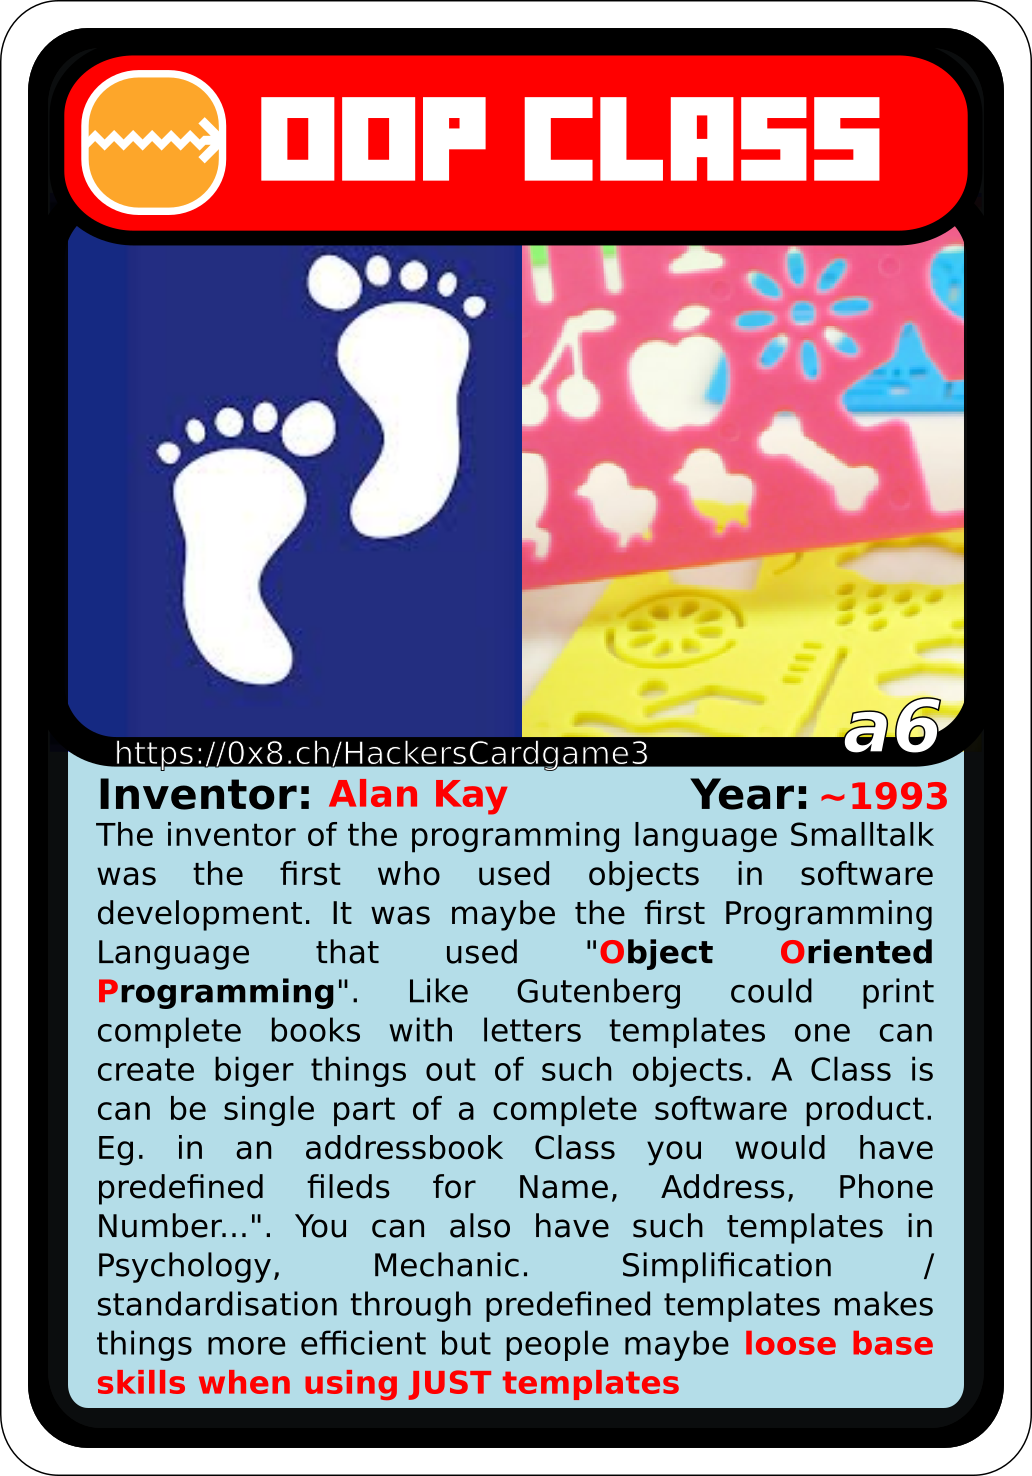 OOP CLASS
a6
https://0x8.ch/HackersCardgame3
Inventor: Alan Kay Year: ~1993
The inventor of the programming language Smalltalk
was the first who used objects in software
development. It was maybe the first Programming
Language that used "Object Oriented
Programming". Like Gutenberg could print
complete books with letters templates one can
create biger things out of such objects. A Class is
can be single part of a complete software product.
Eg. in an addressbook Class you would have
predefined fileds for Name, Address, Phone
Number...". You can also have such templates in
Psychology, Mechanic. Simplification /
standardisation through predefined templates makes
things more efficient but people maybe loose base
skills when using JUST templates